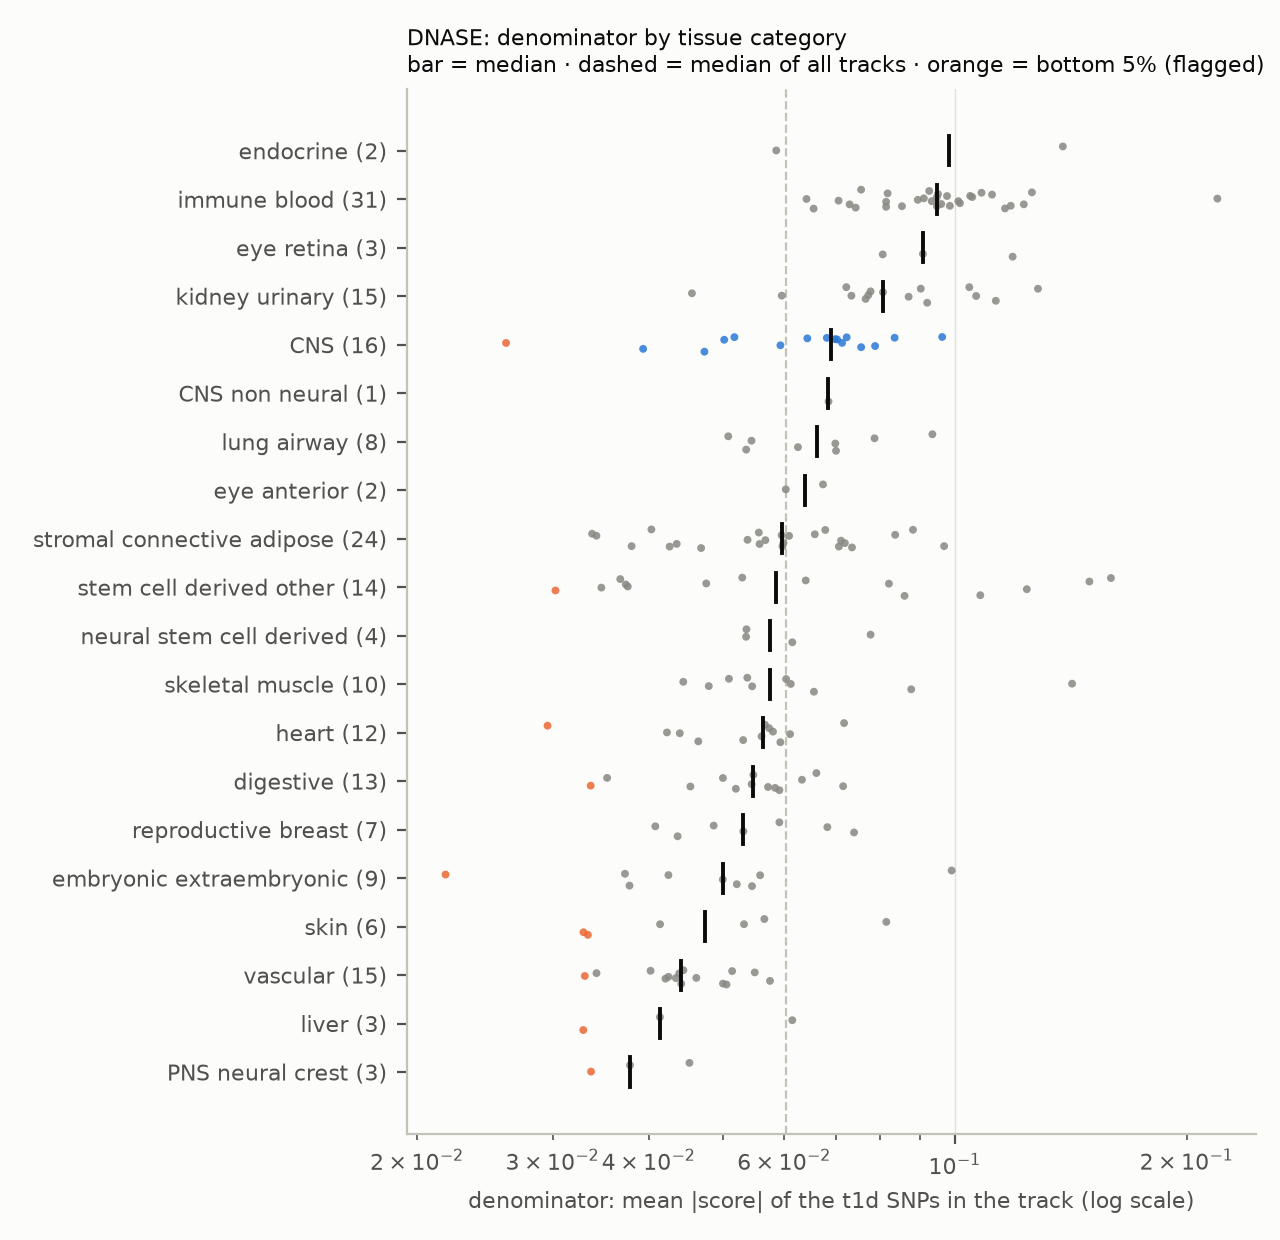 DNASE: denominator by tissue category
bar = median · dashed = median of all tracks · orange = bottom 5% (flagged)
endocrine (2)
immune blood (31)
eye retina (3)
kidney urinary (15)
CNS (16)
CNS non neural (1)
lung airway (8)
eye anterior (2)
stromal connective adipose (24)
stem cell derived other (14)
neural stem cell derived (4)
skeletal muscle (10)
heart (12)
digestive (13)
reproductive breast (7)
embryonic extraembryonic (9)
skin (6)
vascular (15)
liver (3)
PNS neural crest (3)
2 × 10⁻² 3 × 10⁻² 4 × 10⁻² 6 × 10⁻² 10⁻¹ 2 × 10⁻¹
denominator: mean |score| of the t1d SNPs in the track (log scale)